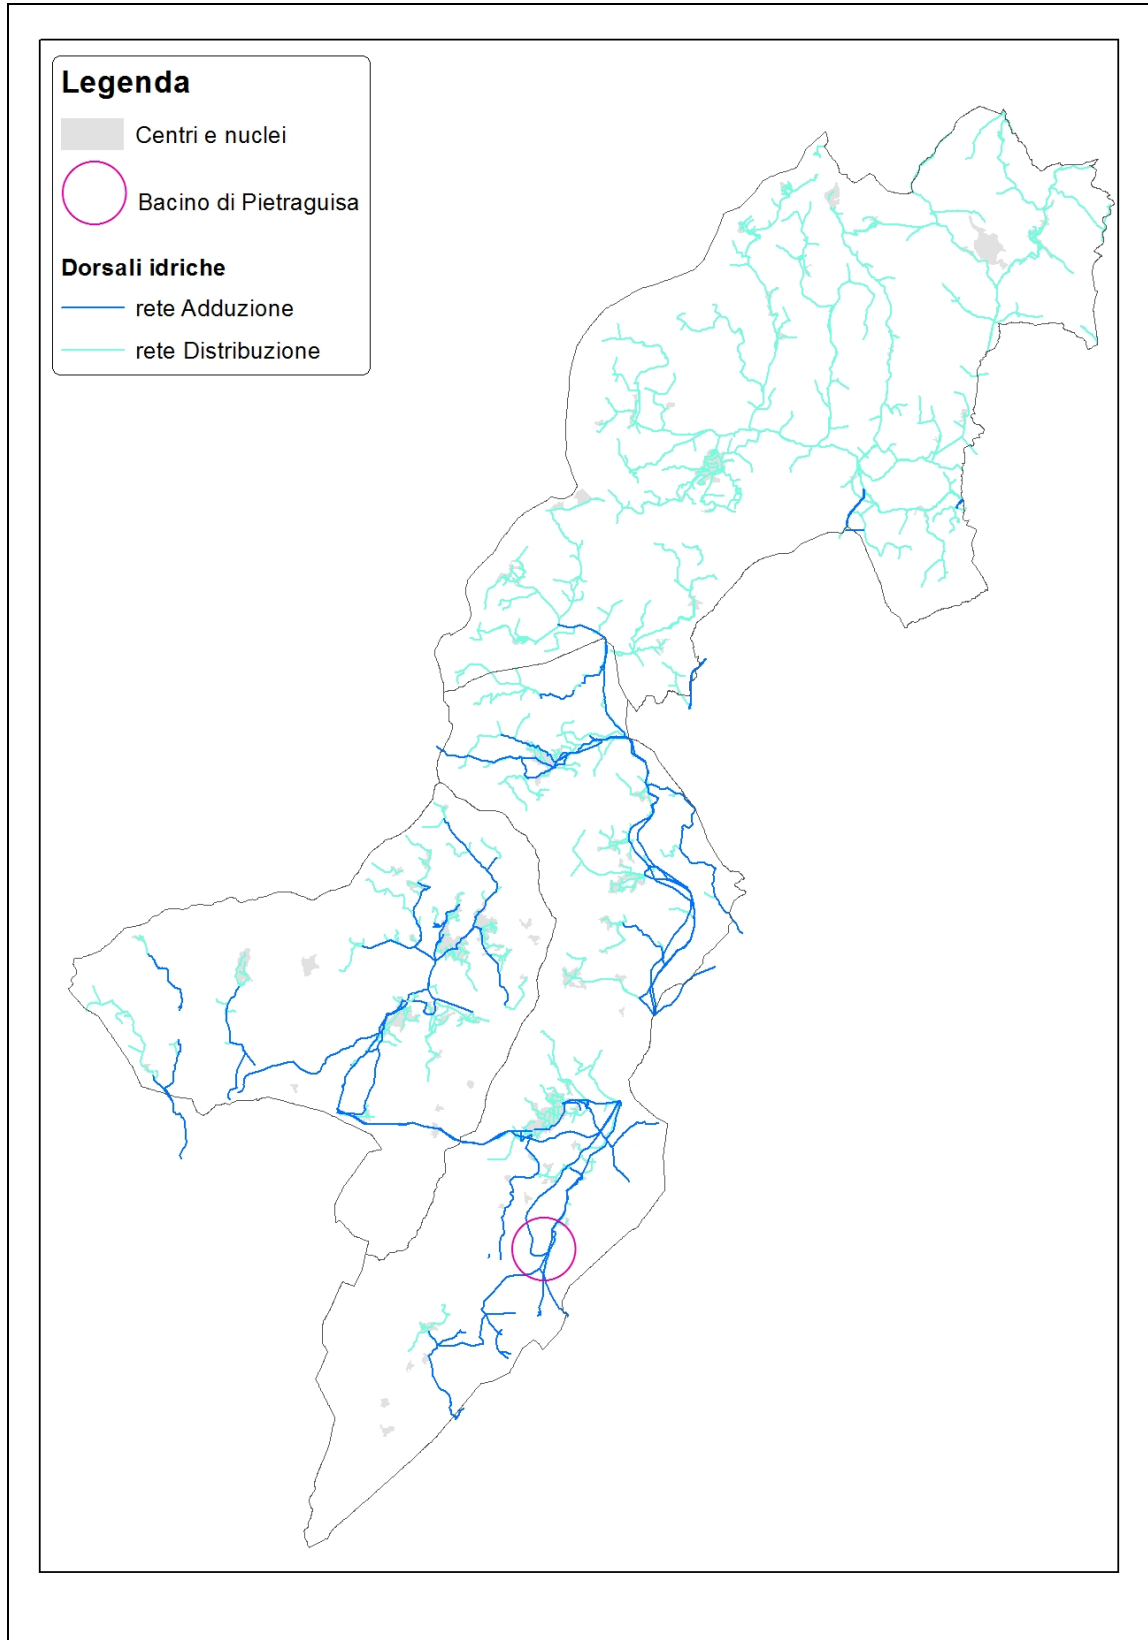 Legenda
Centri e nuclei
Bacino di Pietraguisa
Dorsali idriche
rete Adduzione
rete Distribuzione